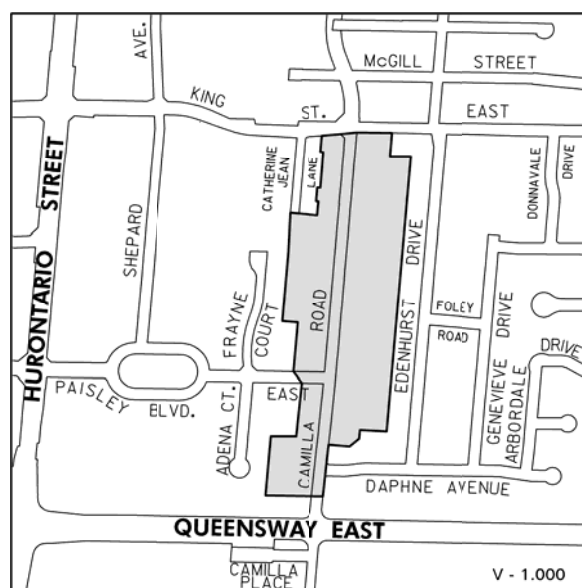 AVE.
McGILL STREET
KING ST. EAST
CATHERINE
JEAN
LANE
DONNAVALE
DRIVE
HURONTARIO STREET
SHEPARD
FRAYNE
COURT
ROAD
EDENHURST DRIVE
FOLEY
ROAD
GENEVIEVE DRIVE
ARBORDALE
DRIVE
PAISLEY
BLVD.
EAST
ADENA CT.
CAMILLA
DAPHNE AVENUE
QUEENSWAY EAST
CAMILLA
PLACE
V - 1.000